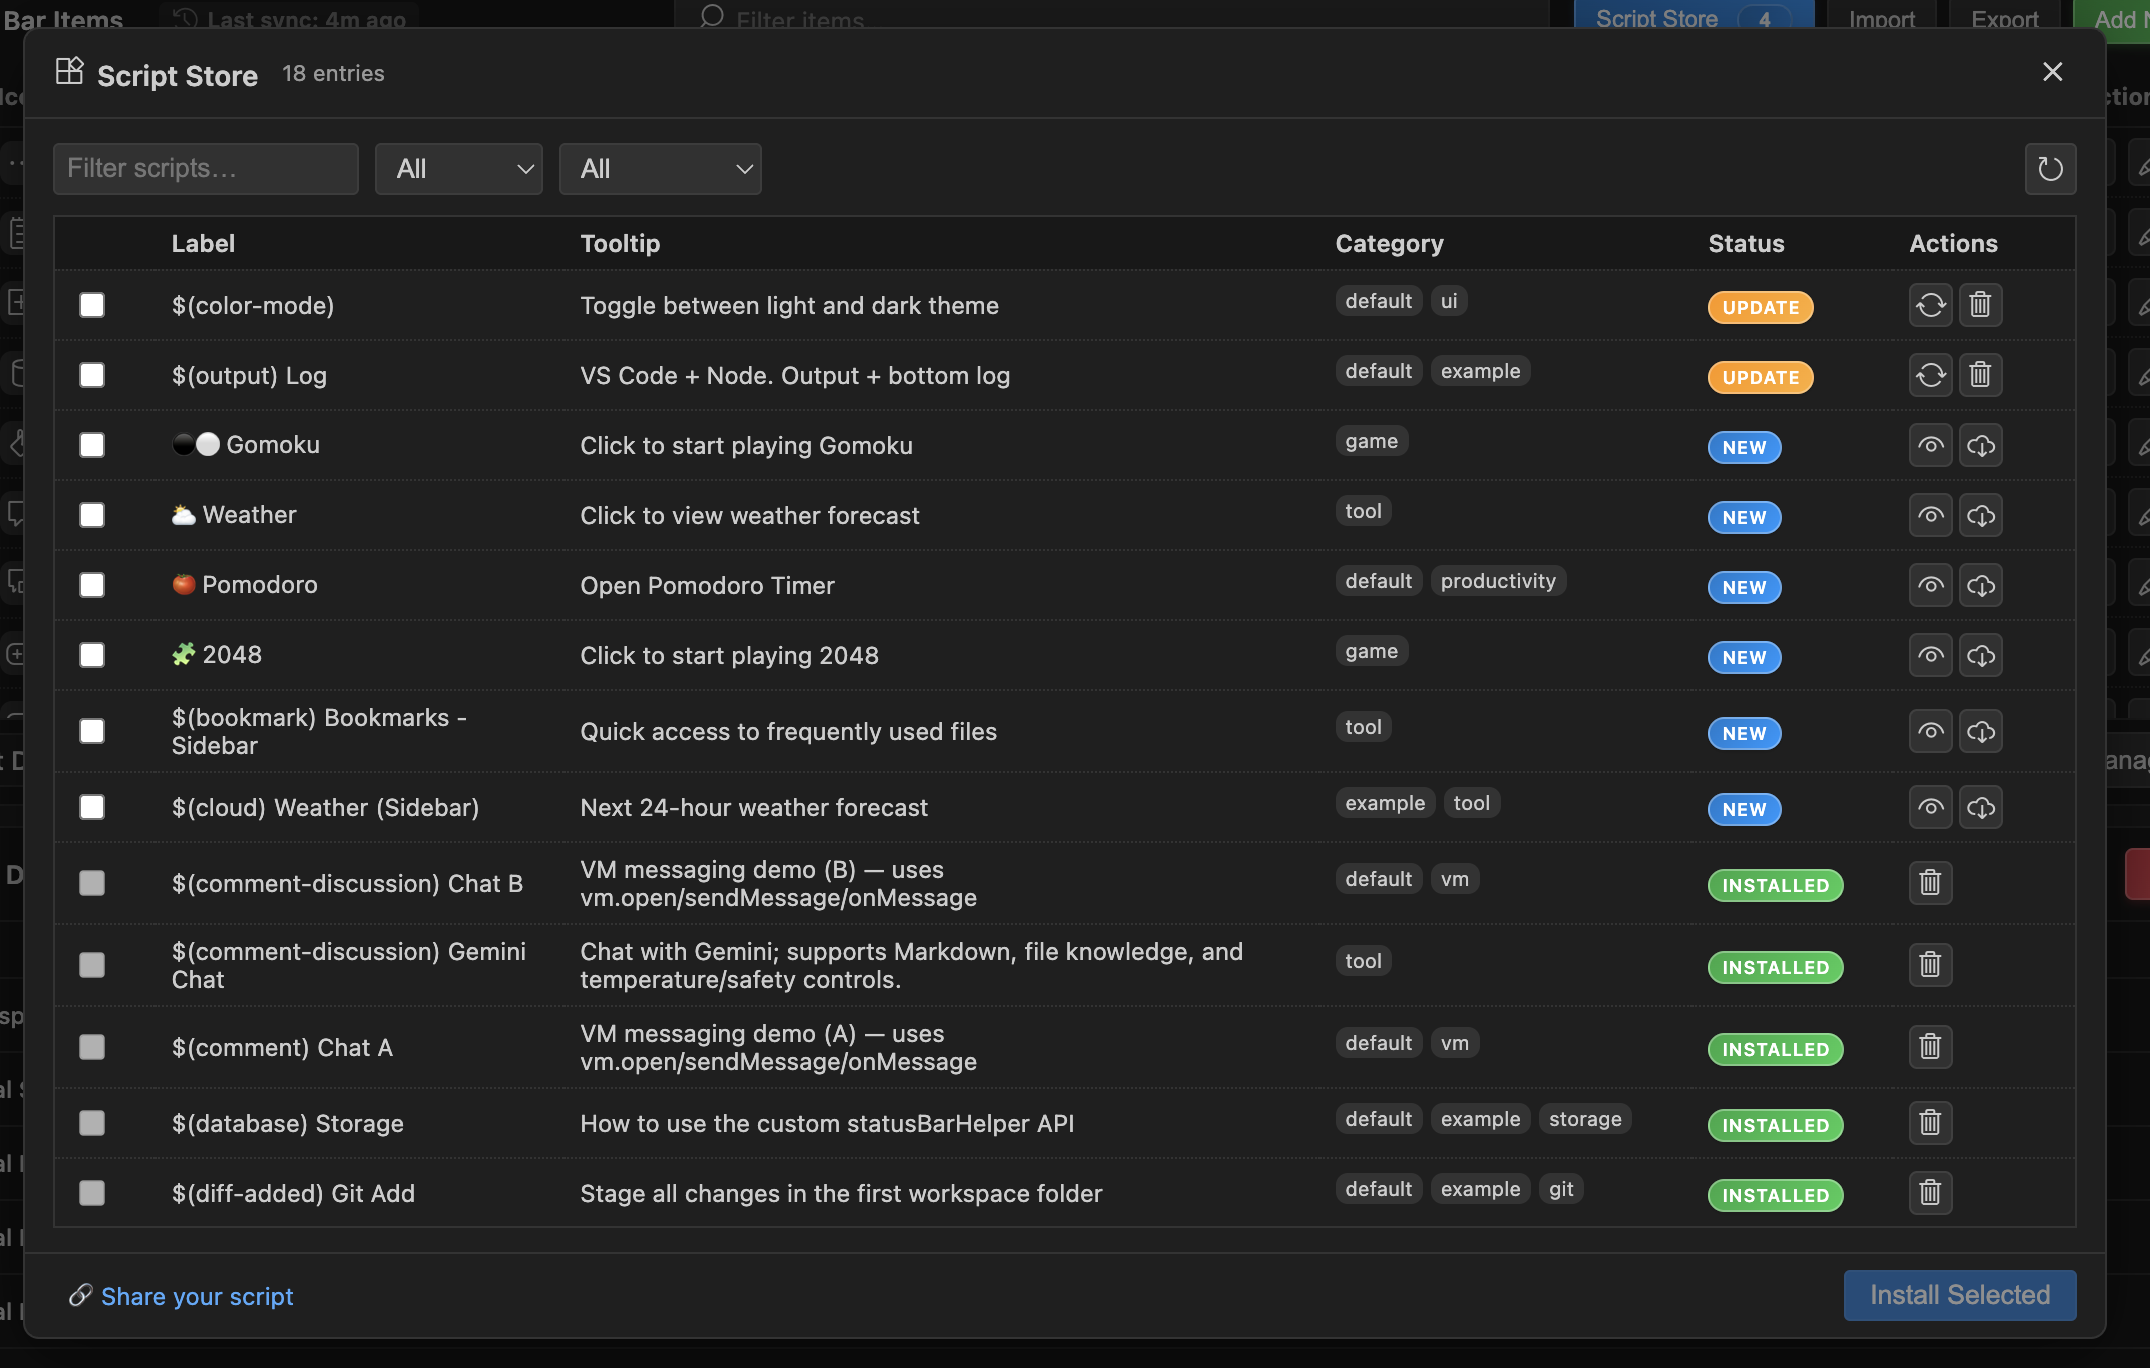 Bar Items
Last sync: 4m ago
Filter items
Script Store 4
Import
Export
Script Store 18 entries
Filter scripts…
All
All
Label Tooltip Category Status Actions
$(color-mode) Toggle between light and dark theme default ui UPDATE
$(output) Log VS Code + Node. Output + bottom log default example UPDATE
Gomoku Click to start playing Gomoku game NEW
Weather Click to view weather forecast tool NEW
Pomodoro Open Pomodoro Timer default productivity NEW
2048 Click to start playing 2048 game NEW
$(bookmark) Bookmarks -
Sidebar
Quick access to frequently used files tool NEW
$(cloud) Weather (Sidebar) Next 24-hour weather forecast example tool NEW
$(comment-discussion) Chat B
VM messaging demo (B) — uses
vm.open/sendMessage/onMessage
default vm INSTALLED
$(comment-discussion) Gemini
Chat
Chat with Gemini; supports Markdown, file knowledge, and
temperature/safety controls.
tool INSTALLED
$(comment) Chat A
VM messaging demo (A) — uses
vm.open/sendMessage/onMessage
default vm INSTALLED
$(database) Storage How to use the custom statusBarHelper API default example storage INSTALLED
$(diff-added) Git Add Stage all changes in the first workspace folder default example git INSTALLED
Share your script
Install Selected